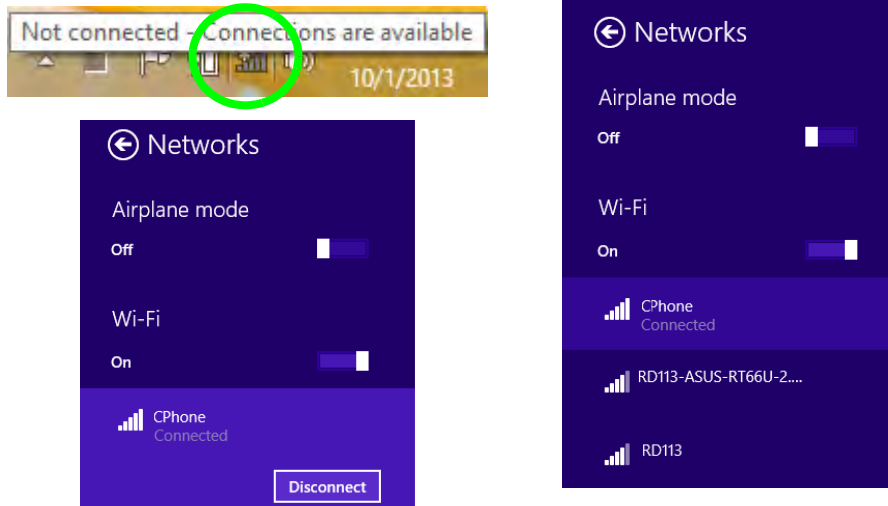 Not connected - Connections are available
10/1/2013
Networks
Airplane mode
Off
Wi-Fi
On
CPhone
Connected
Disconnect
Networks
Airplane mode
Off
Wi-Fi
On
CPhone
Connected
RD113-ASUS-RT66U-2....
RD113